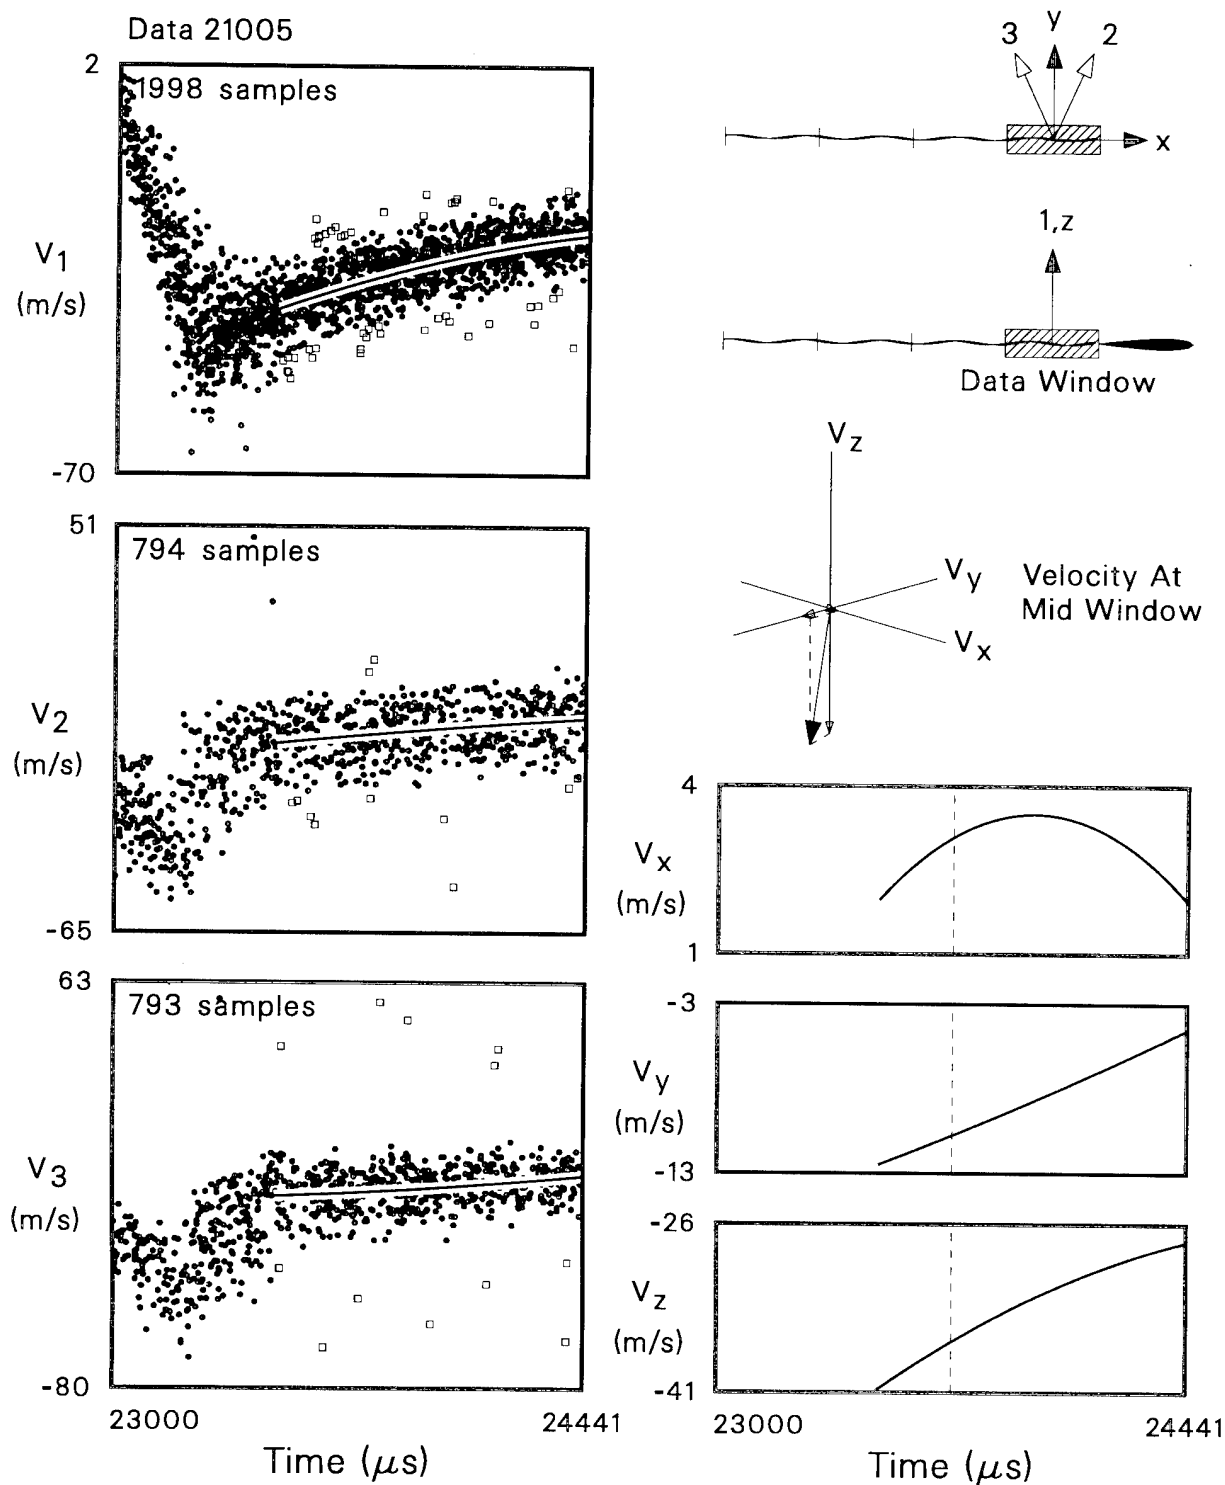 Data 21005
2
1998 samples
V1
(m/s)
-70
51
794 samples
V2
(m/s)
-65
63
793 samples
V3
(m/s)
-80
23000
24441
Time (μs)
3
y
2
x
1,z
Data Window
Vz
Vy
Vx
Velocity At
Mid Window
4
Vx
(m/s)
1
-3
Vy
(m/s)
-13
-26
Vz
(m/s)
-41
23000
24441
Time (μs)